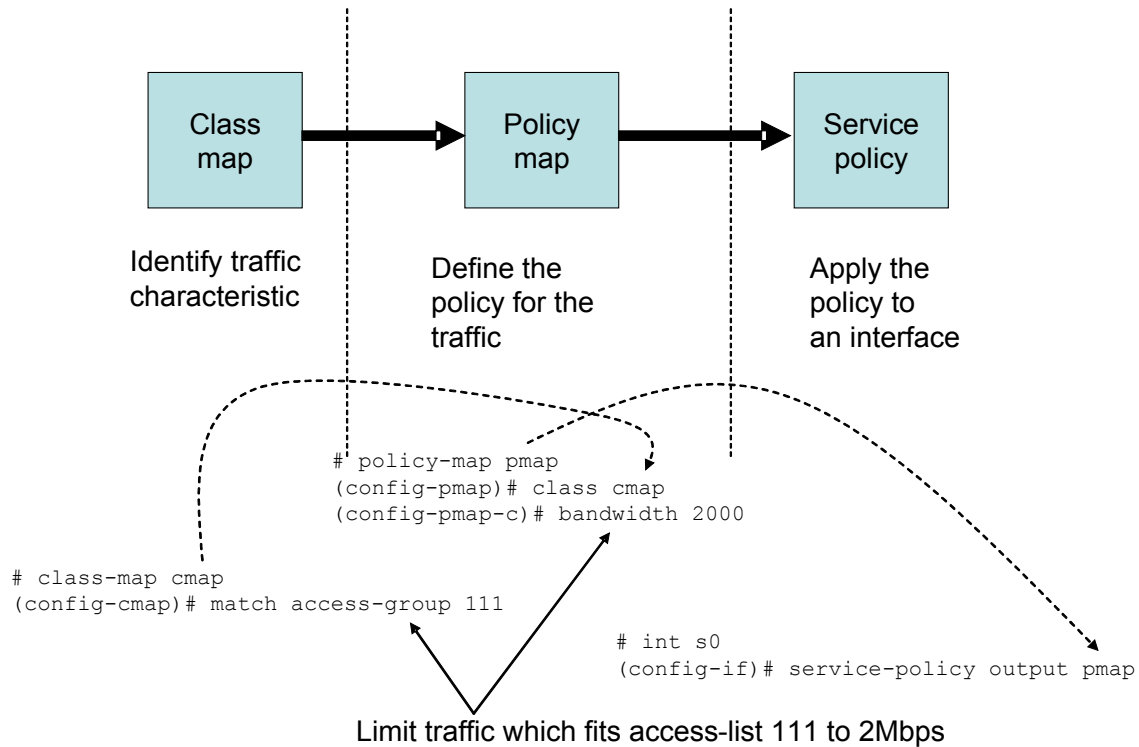 Class
map
Policy
map
Service
policy
Identify traffic
characteristic
Define the
policy for the
traffic
Apply the
policy to
an interface
# policy-map pmap
(config-pmap)# class cmap
(config-pmap-c)# bandwidth 2000
# class-map cmap
(config-cmap)# match access-group 111
# int s0
(config-if)# service-policy output pmap
Limit traffic which fits access-list 111 to 2Mbps